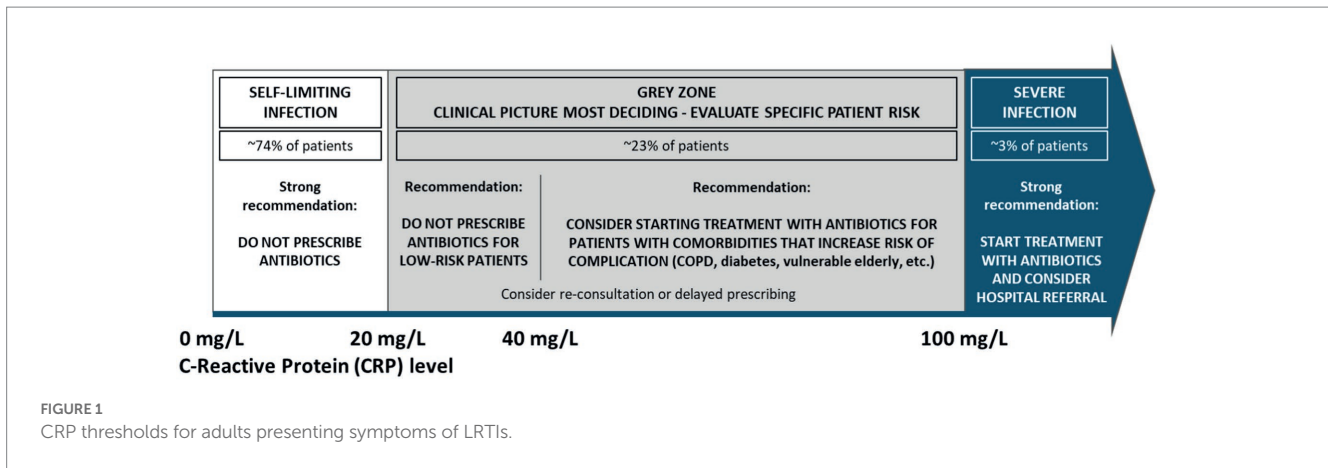 SELF-LIMITING
INFECTION
~74% of patients
Strong
recommendation:
DO NOT PRESCRIBE
ANTIBIOTICS
GREY ZONE
CLINICAL PICTURE MOST DECIDING - EVALUATE SPECIFIC PATIENT RISK
~23% of patients
Recommendation:
DO NOT PRESCRIBE
ANTIBIOTICS FOR
LOW-RISK PATIENTS
Recommendation:
CONSIDER STARTING TREATMENT WITH ANTIBIOTICS FOR
PATIENTS WITH COMORBIDITIES THAT INCREASE RISK OF
COMPLICATION (COPD, diabetes, vulnerable elderly, etc.)
Consider re-consultation or delayed prescribing
SEVERE
INFECTION
~3% of patients
Strong
recommendation:
START TREATMENT
WITH ANTIBIOTICS
AND CONSIDER
HOSPITAL REFERRAL
0 mg/L 20 mg/L 40 mg/L 100 mg/L
C-Reactive Protein (CRP) level
FIGURE 1
CRP thresholds for adults presenting symptoms of LRTIs.